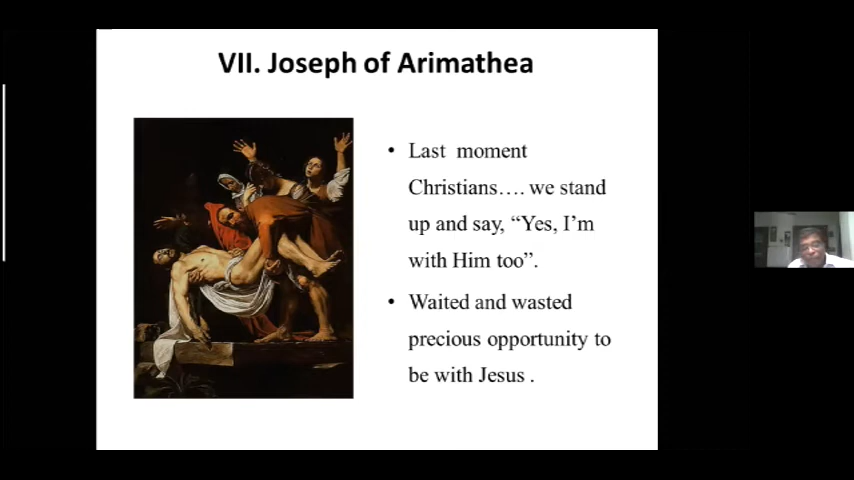 VII. Joseph of Arimathea
• Last moment
Christians…. we stand
up and say, “Yes, I’m
with Him too”.
• Waited and wasted
precious opportunity to
be with Jesus .